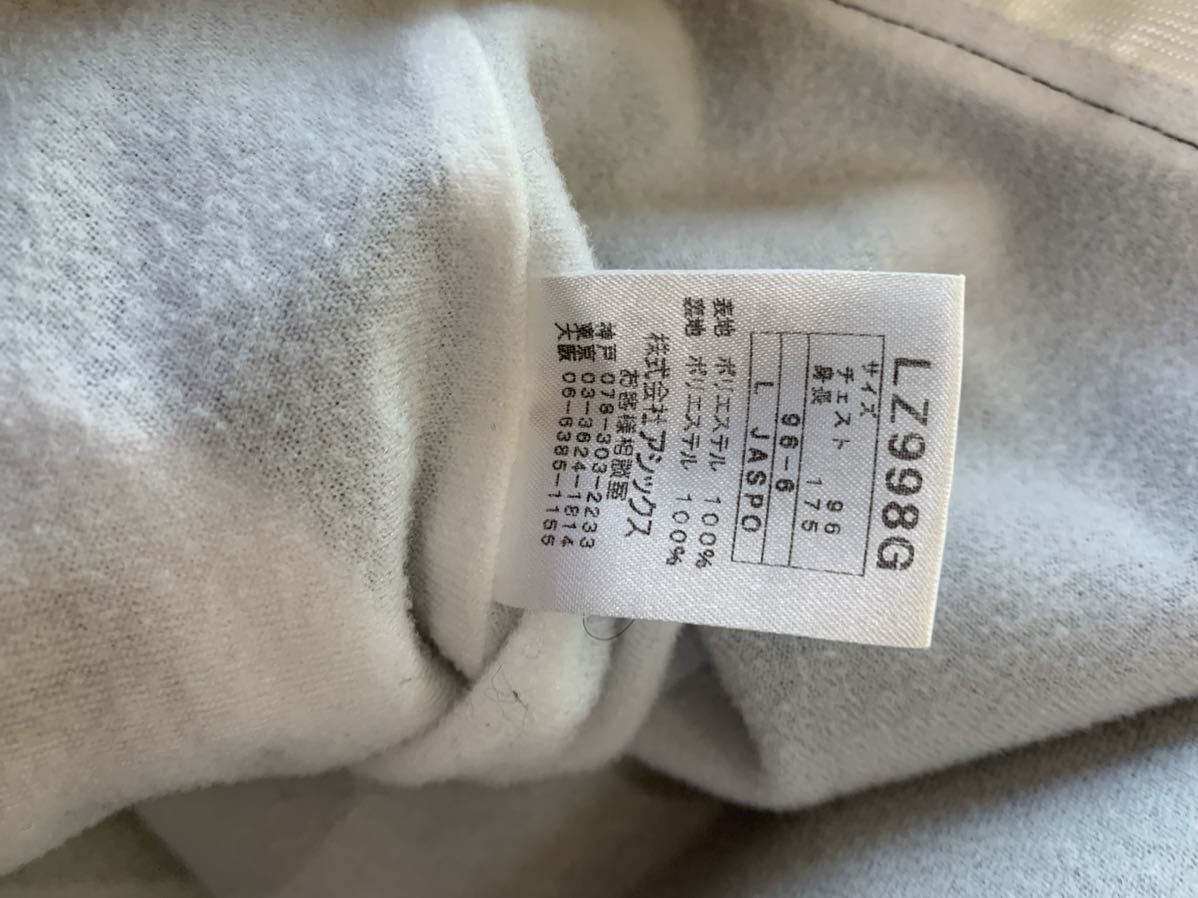 LZ998G
サイズ
チェスト 96
身長 175
96-6
L JASPO
表地 ポリエステル 100%
裏地 ポリエステル 100%
株式会社アシックス
お客様相談室
神戸 078-303-2233
東京 03-3624-1814
大阪 06-6385-1155